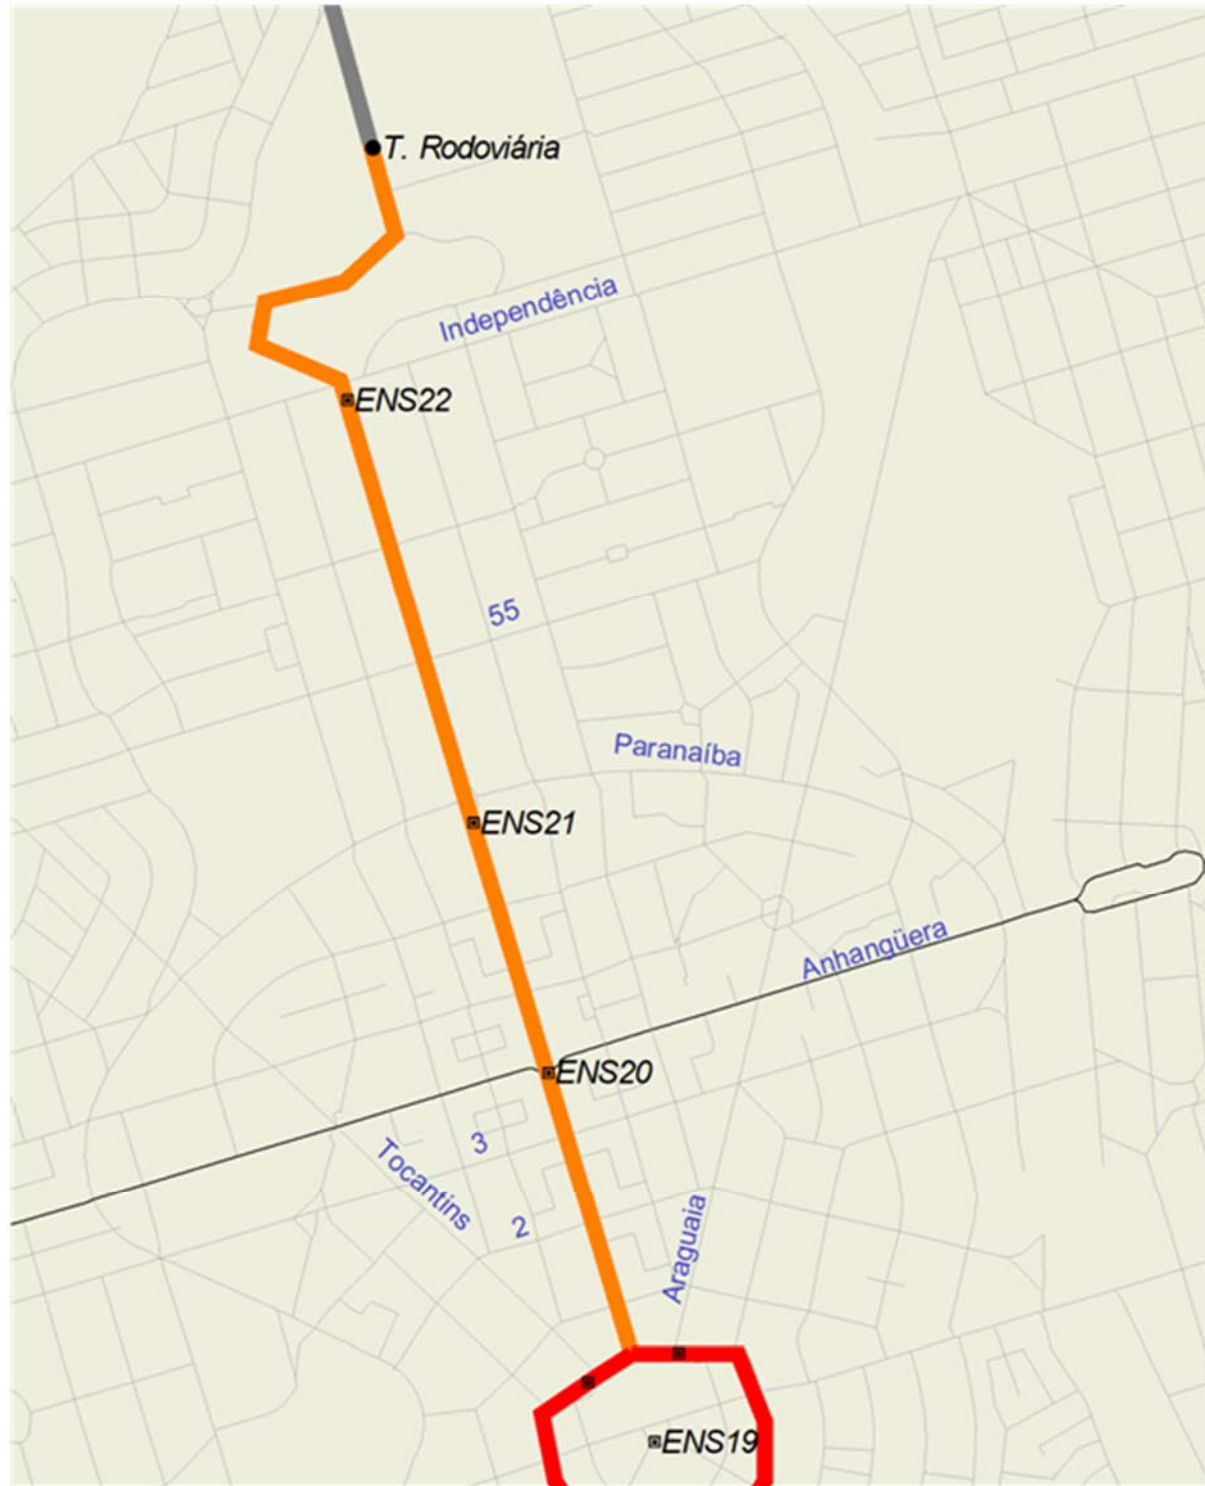 T. Rodoviária
Independência
ENS22
55
Paranaíba
ENS21
Anhangüera
ENS20
3
Tocantins
2
Araguaia
ENS19